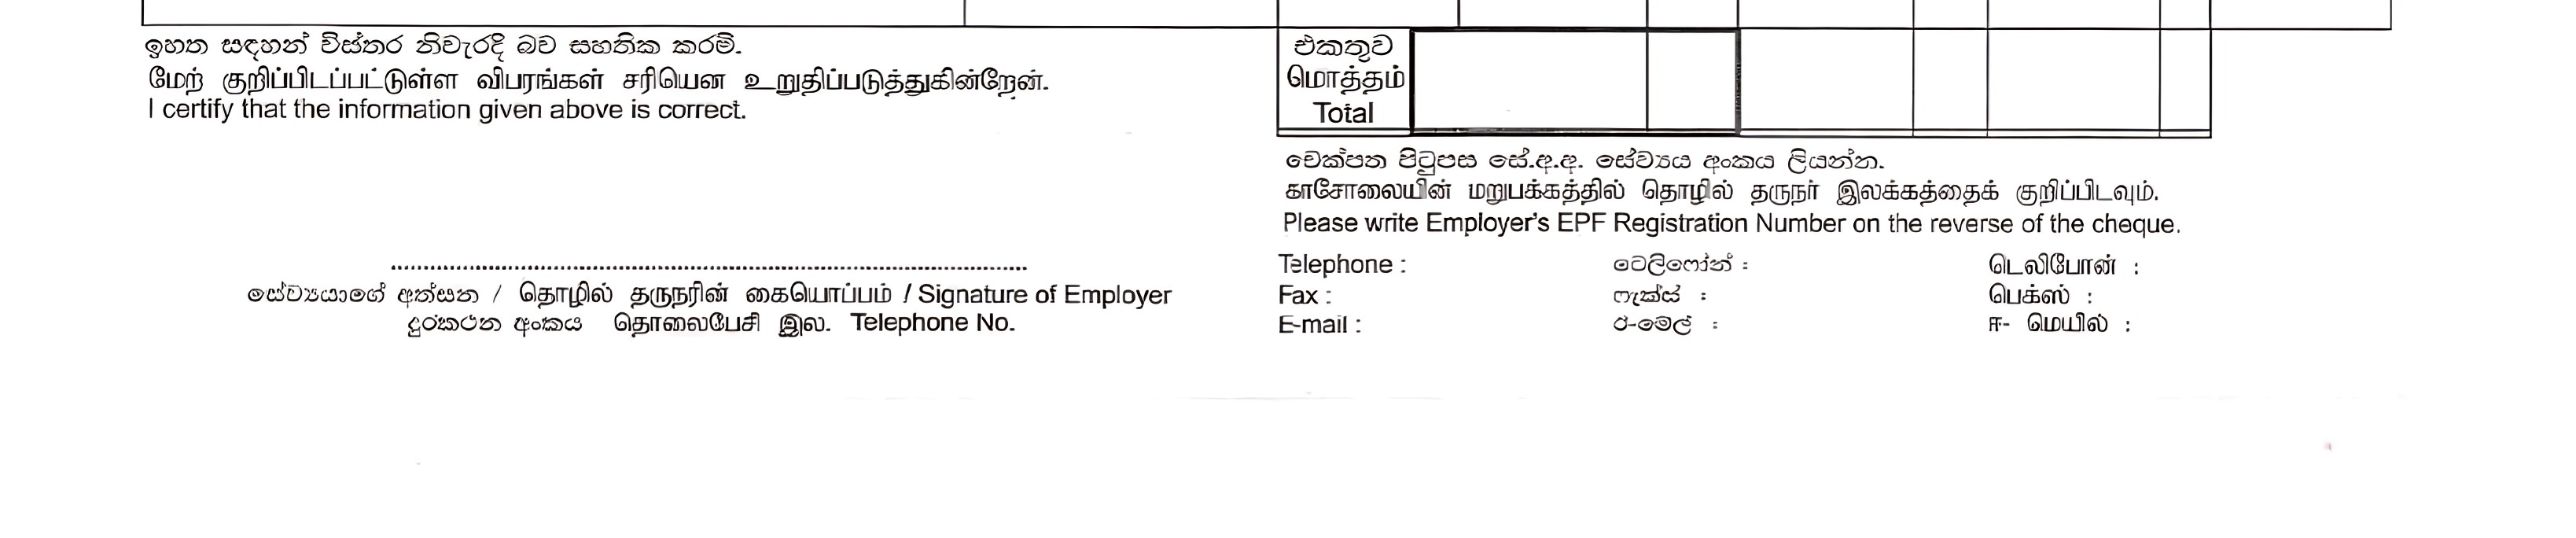 ඉහත සඳහන් විස්තර නිවැරදි බව සහතික කරමි.
மேற் குறிப்பிடப்பட்டுள்ள விபரங்கள் சரியென உறுதிப்படுத்துகின்றேன்.
I certify that the information given above is correct.
එකතුව
மொத்தம்
Total
චෙක්පත පිටුපස සේ.අ.අ. සේව්‍යය අංකය ලියන්න.
காசோலையின் மறுபக்கத்தில் தொழில் தருநர் இலக்கத்தைக் குறிப்பிடவும்.
Please write Employer's EPF Registration Number on the reverse of the cheque.
සේව්‍යයාගේ අත්සන / தொழில் தருநரின் கையொப்பம் / Signature of Employer
දුරකථන අංකය தொலைபேசி இல. Telephone No.
Telephone : ටෙලිෆෝන් : டெலிபோன் :
Fax : ෆැක්ස් : பெக்ஸ் :
E-mail : ඊ-මේල් : ஈ- மெயில் :